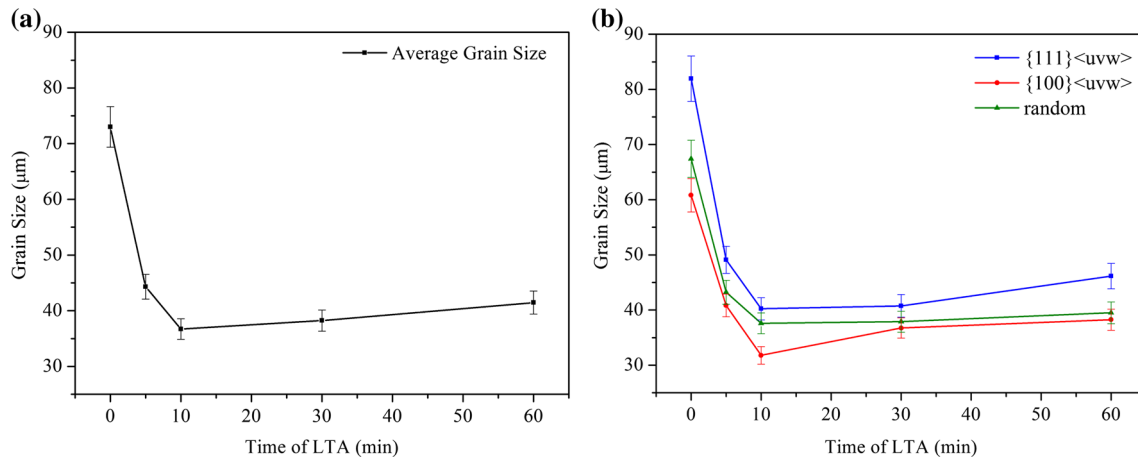 (a)
90
80
70
60
50
40
30
Grain Size (μm)
Average Grain Size
0 10 20 30 40 50 60
Time of LTA (min)
(b)
90
80
70
60
50
40
30
Grain Size (μm)
{111}<uvw>
{100}<uvw>
random
0 10 20 30 40 50 60
Time of LTA (min)